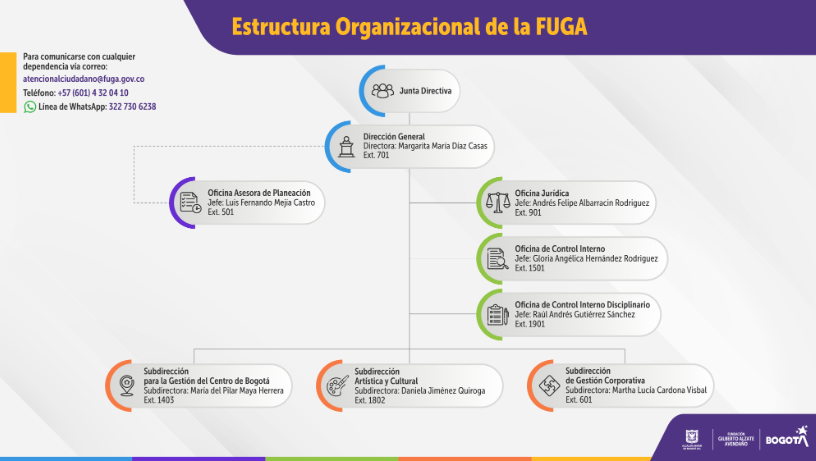 Estructura Organizacional de la FUGA
Para comunicarse con cualquier
dependencia vía correo:
atencionalciudadano@fuga.gov.co
Teléfono: +57 (601) 4 32 04 10
Línea de WhatsApp: 322 730 6238
Junta Directiva
Dirección General
Directora: Margarita María Díaz Casas
Ext. 701
Oficina Asesora de Planeación
Jefe: Luis Fernando Mejía Castro
Ext. 501
Oficina Jurídica
Jefe: Andrés Felipe Albarracín Rodríguez
Ext. 901
Oficina de Control Interno
Jefe: Gloria Angélica Hernández Rodríguez
Ext. 1501
Oficina de Control Interno Disciplinario
Jefe: Raúl Andrés Gutiérrez Sánchez
Ext. 1901
Subdirección
para la Gestión del Centro de Bogotá
Subdirectora: María del Pilar Maya Herrera
Ext. 1403
Subdirección
Artística y Cultural
Subdirectora: Daniela Jiménez Quiroga
Ext. 1802
Subdirección
de Gestión Corporativa
Subdirectora: Martha Lucía Cardona Visbal
Ext. 601
ALCALDÍA MAYOR
DE BOGOTÁ D.C.
FUNDACIÓN
GILBERTO ALZATE
AVENDAÑO
BOGOTÁ